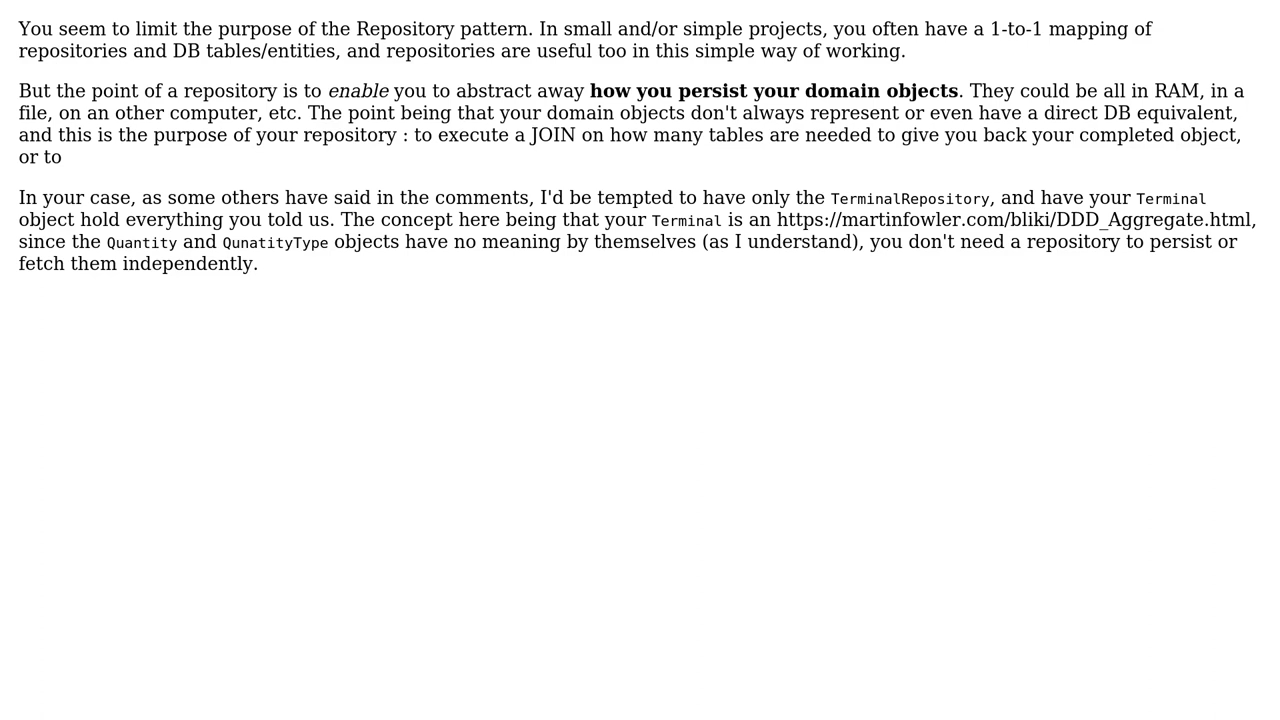 You seem to limit the purpose of the Repository pattern. In small and/or simple projects, you often have a 1-to-1 mapping of
repositories and DB tables/entities, and repositories are useful too in this simple way of working.
But the point of a repository is to enable you to abstract away how you persist your domain objects. They could be all in RAM, in a
file, on an other computer, etc. The point being that your domain objects don't always represent or even have a direct DB equivalent,
and this is the purpose of your repository : to execute a JOIN on how many tables are needed to give you back your completed object,
or to
In your case, as some others have said in the comments, I'd be tempted to have only the TerminalRepository, and have your Terminal
object hold everything you told us. The concept here being that your Terminal is an https://martinfowler.com/bliki/DDD_Aggregate.html,
since the Quantity and QunatityType objects have no meaning by themselves (as I understand), you don't need a repository to persist or
fetch them independently.